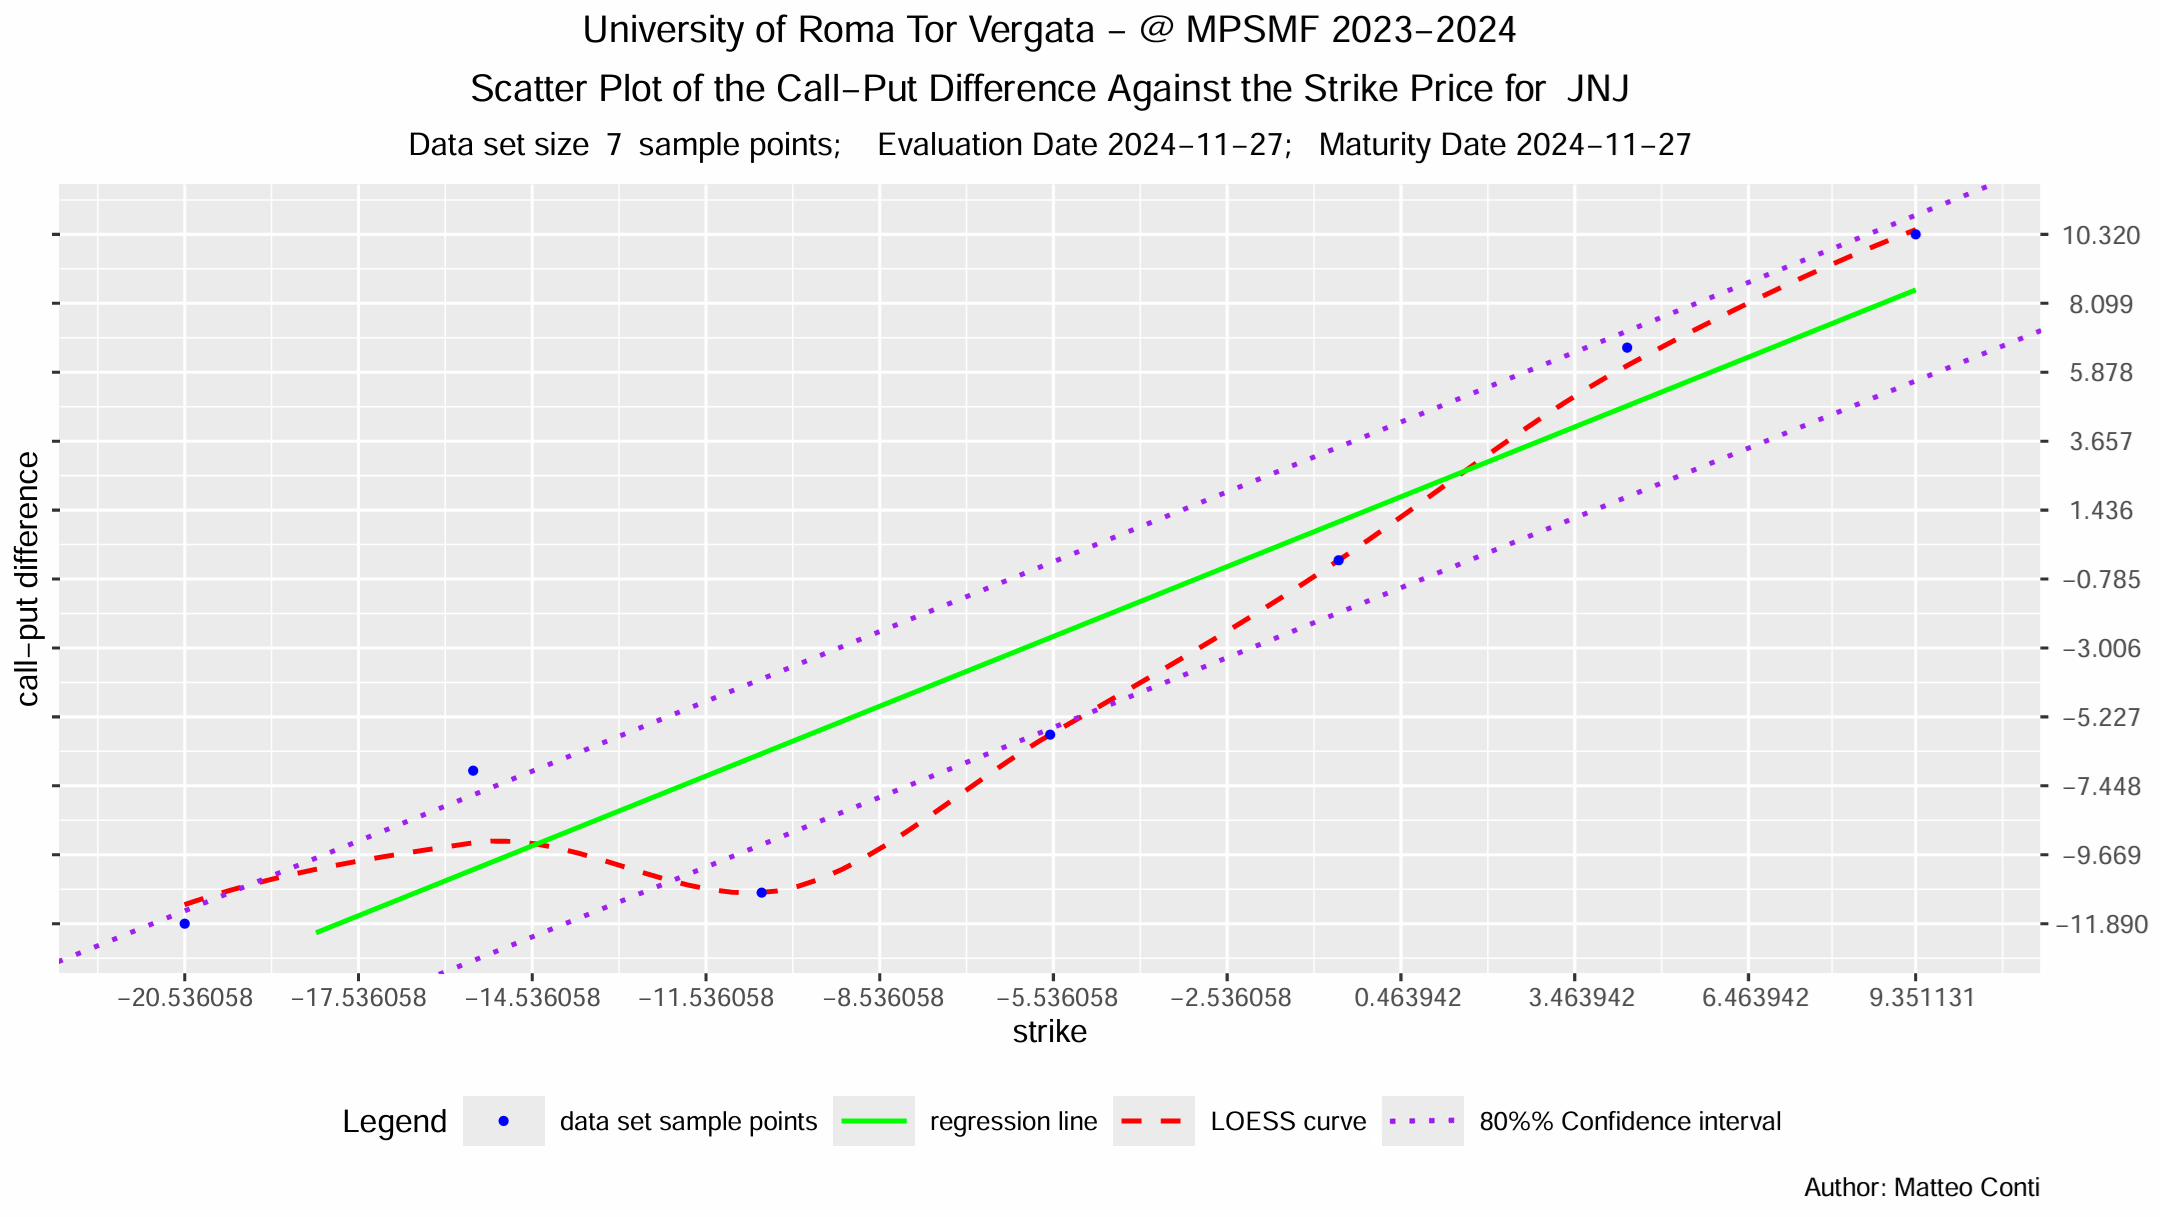 University of Roma Tor Vergata – @ MPSMF 2023–2024
Scatter Plot of the Call–Put Difference Against the Strike Price for JNJ
Data set size 7 sample points; Evaluation Date 2024–11–27; Maturity Date 2024–11–27
call–put difference
10.320
8.099
5.878
3.657
1.436
–0.785
–3.006
–5.227
–7.448
–9.669
–11.890
–20.536058 –17.536058 –14.536058 –11.536058 –8.536058 –5.536058 –2.536058 0.463942 3.463942 6.463942 9.351131
strike
Legend data set sample points regression line LOESS curve 80%% Confidence interval
Author: Matteo Conti